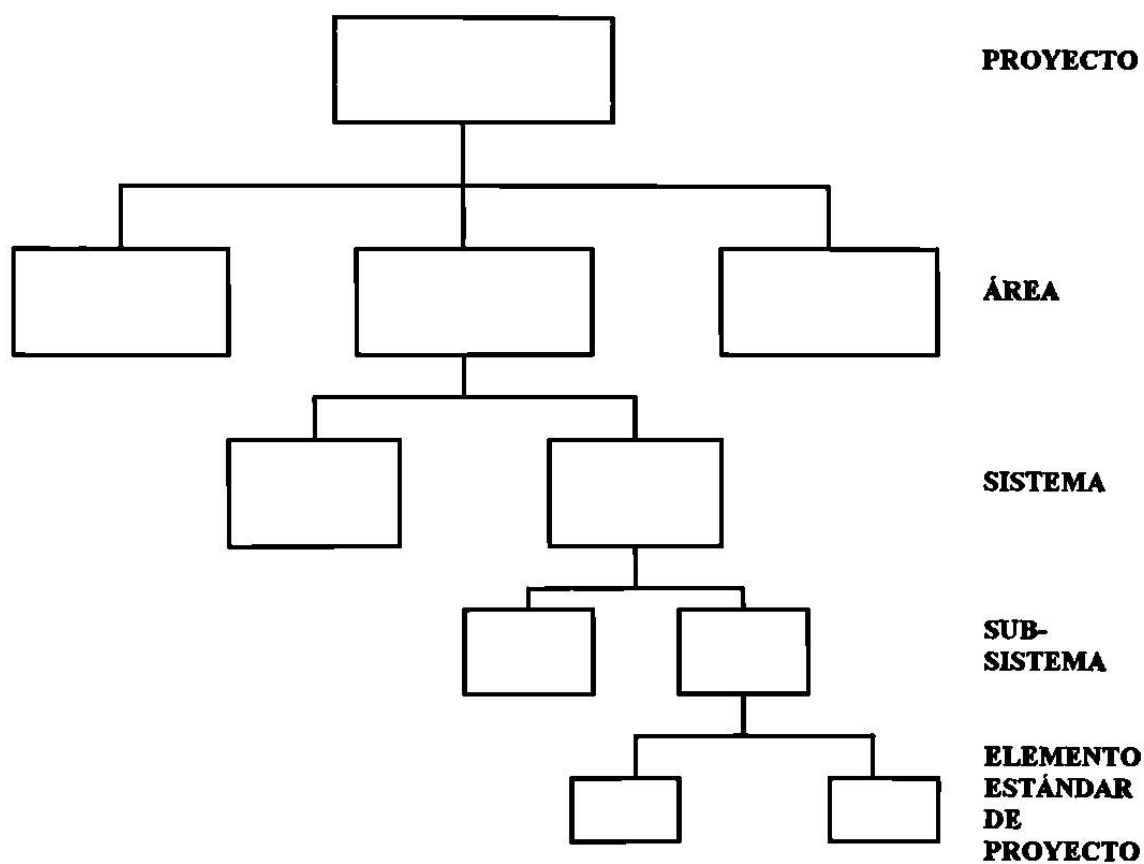 PROYECTO
ÁREA
SISTEMA
SUB-
SISTEMA
ELEMENTO
ESTÁNDAR
DE
PROYECTO